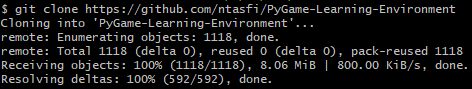 $ git clone https://github.com/ntasfi/PyGame-Learning-Environment
Cloning into 'PyGame-Learning-Environment'...
remote: Enumerating objects: 1118, done.
remote: Total 1118 (delta 0), reused 0 (delta 0), pack-reused 1118
Receiving objects: 100% (1118/1118), 8.06 MiB | 800.00 KiB/s, done.
Resolving deltas: 100% (592/592), done.